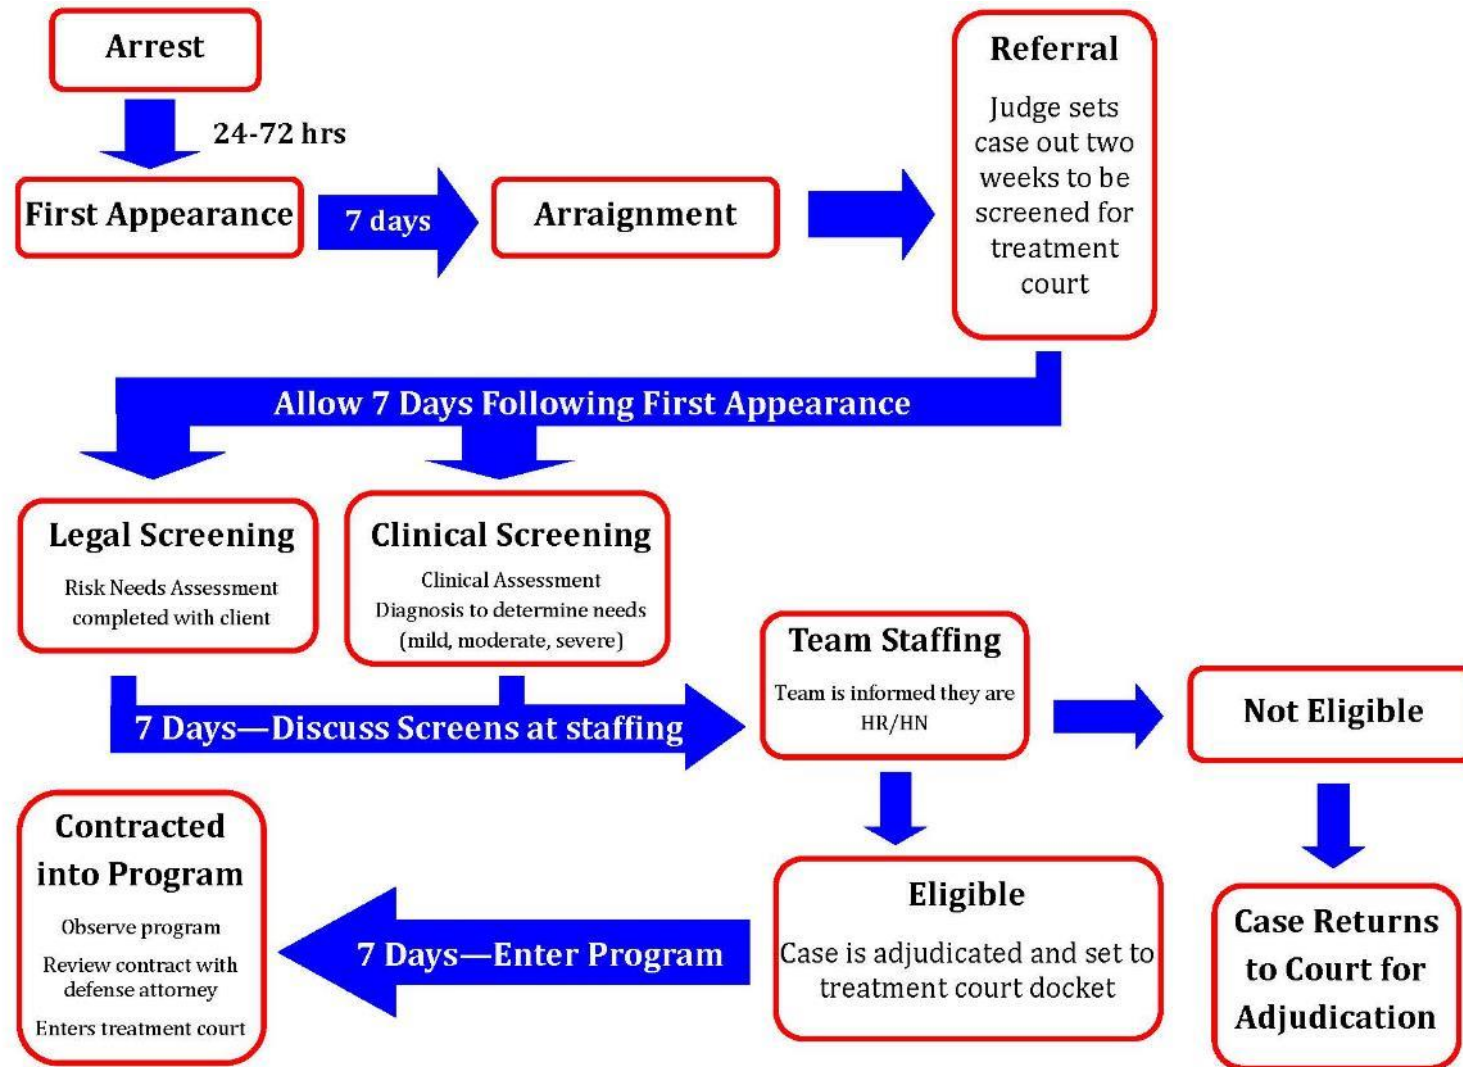 Arrest
24-72 hrs
First Appearance
7 days
Arraignment
Referral
Judge sets
case out two
weeks to be
screened for
treatment
court
Allow 7 Days Following First Appearance
Legal Screening
Risk Needs Assessment
completed with client
Clinical Screening
Clinical Assessment
Diagnosis to determine needs
(mild, moderate, severe)
7 Days—Discuss Screens at staffing
Team Staffing
Team is informed they are
HR/HN
Not Eligible
Case Returns
to Court for
Adjudication
Eligible
Case is adjudicated and set to
treatment court docket
7 Days—Enter Program
Contracted
into Program
Observe program
Review contract with
defense attorney
Enters treatment court